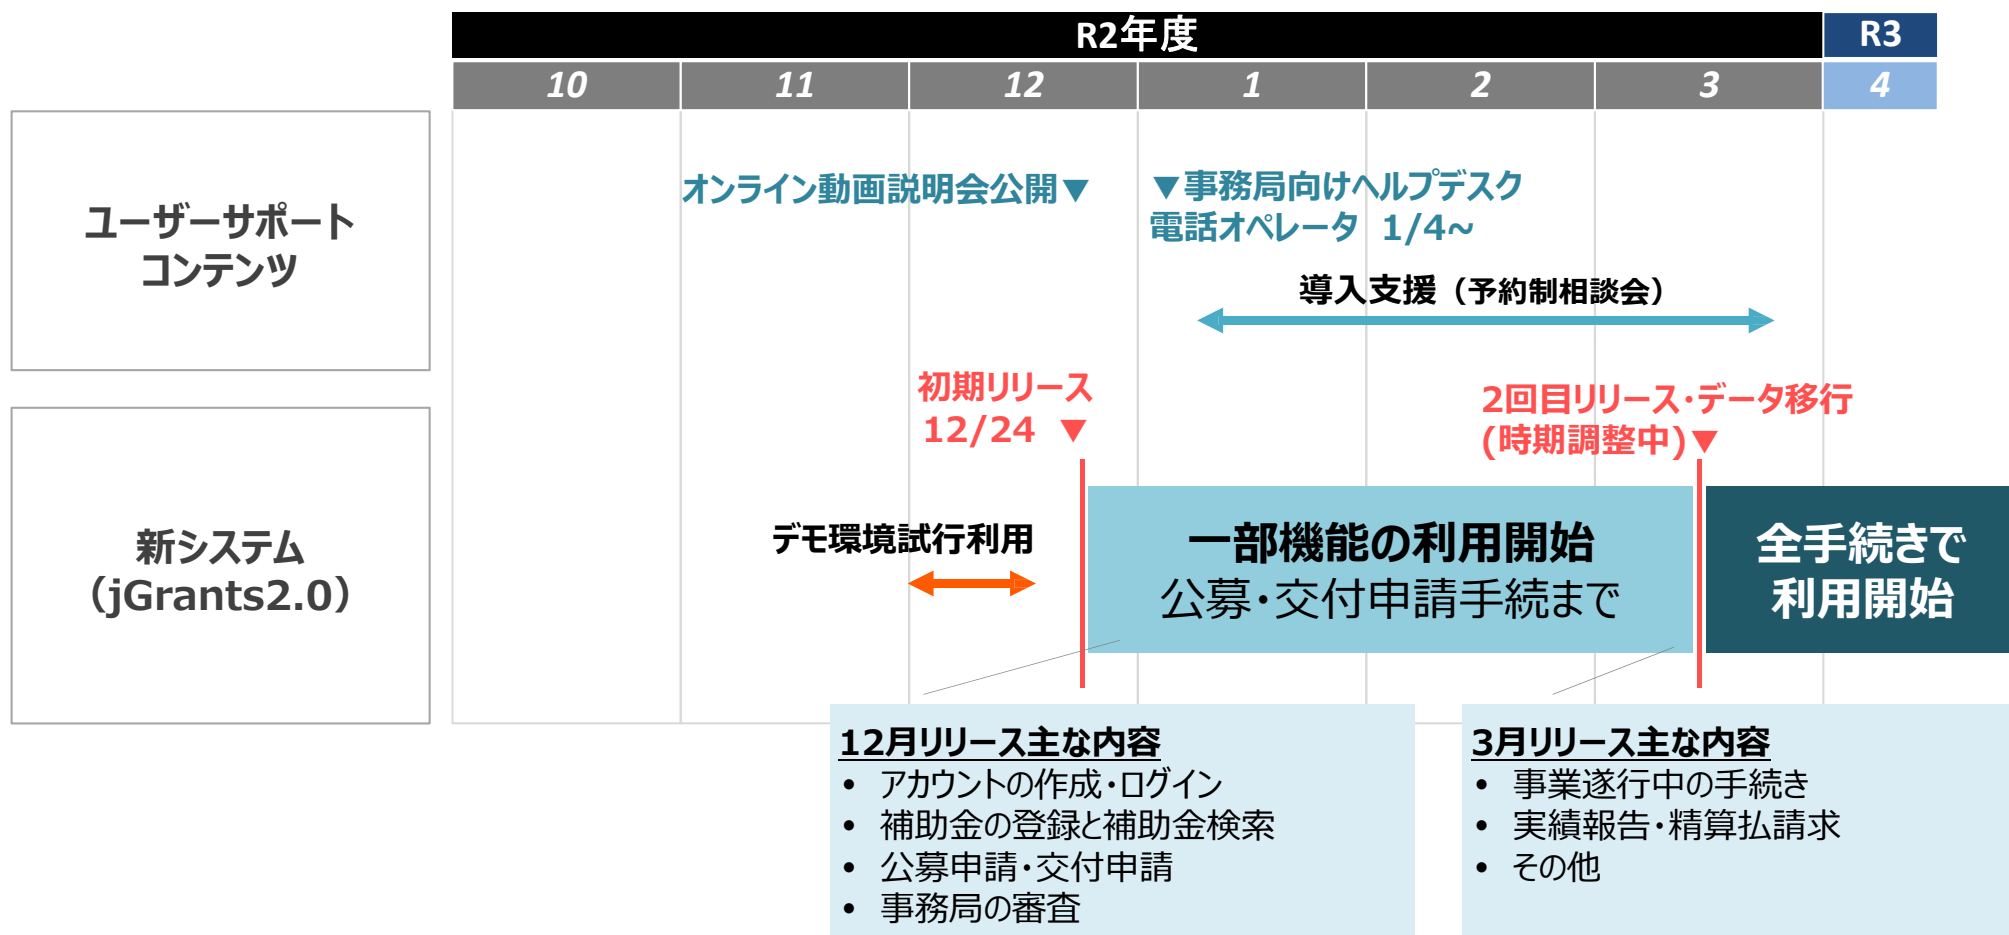 R2年度
R3
10
11
12
1
2
3
4
ユーザーサポート
コンテンツ
オンライン動画説明会公開▼
▼事務局向けヘルプデスク
電話オペレータ 1/4~
導入支援（予約制相談会）
新システム
（jGrants2.0）
初期リリース
12/24 ▼
2回目リリース・データ移行
(時期調整中)▼
デモ環境試行利用
一部機能の利用開始
公募・交付申請手続まで
全手続きで
利用開始
12月リリース主な内容
• アカウントの作成・ログイン
• 補助金の登録と補助金検索
• 公募申請・交付申請
• 事務局の審査
3月リリース主な内容
• 事業遂行中の手続き
• 実績報告・精算払請求
• その他